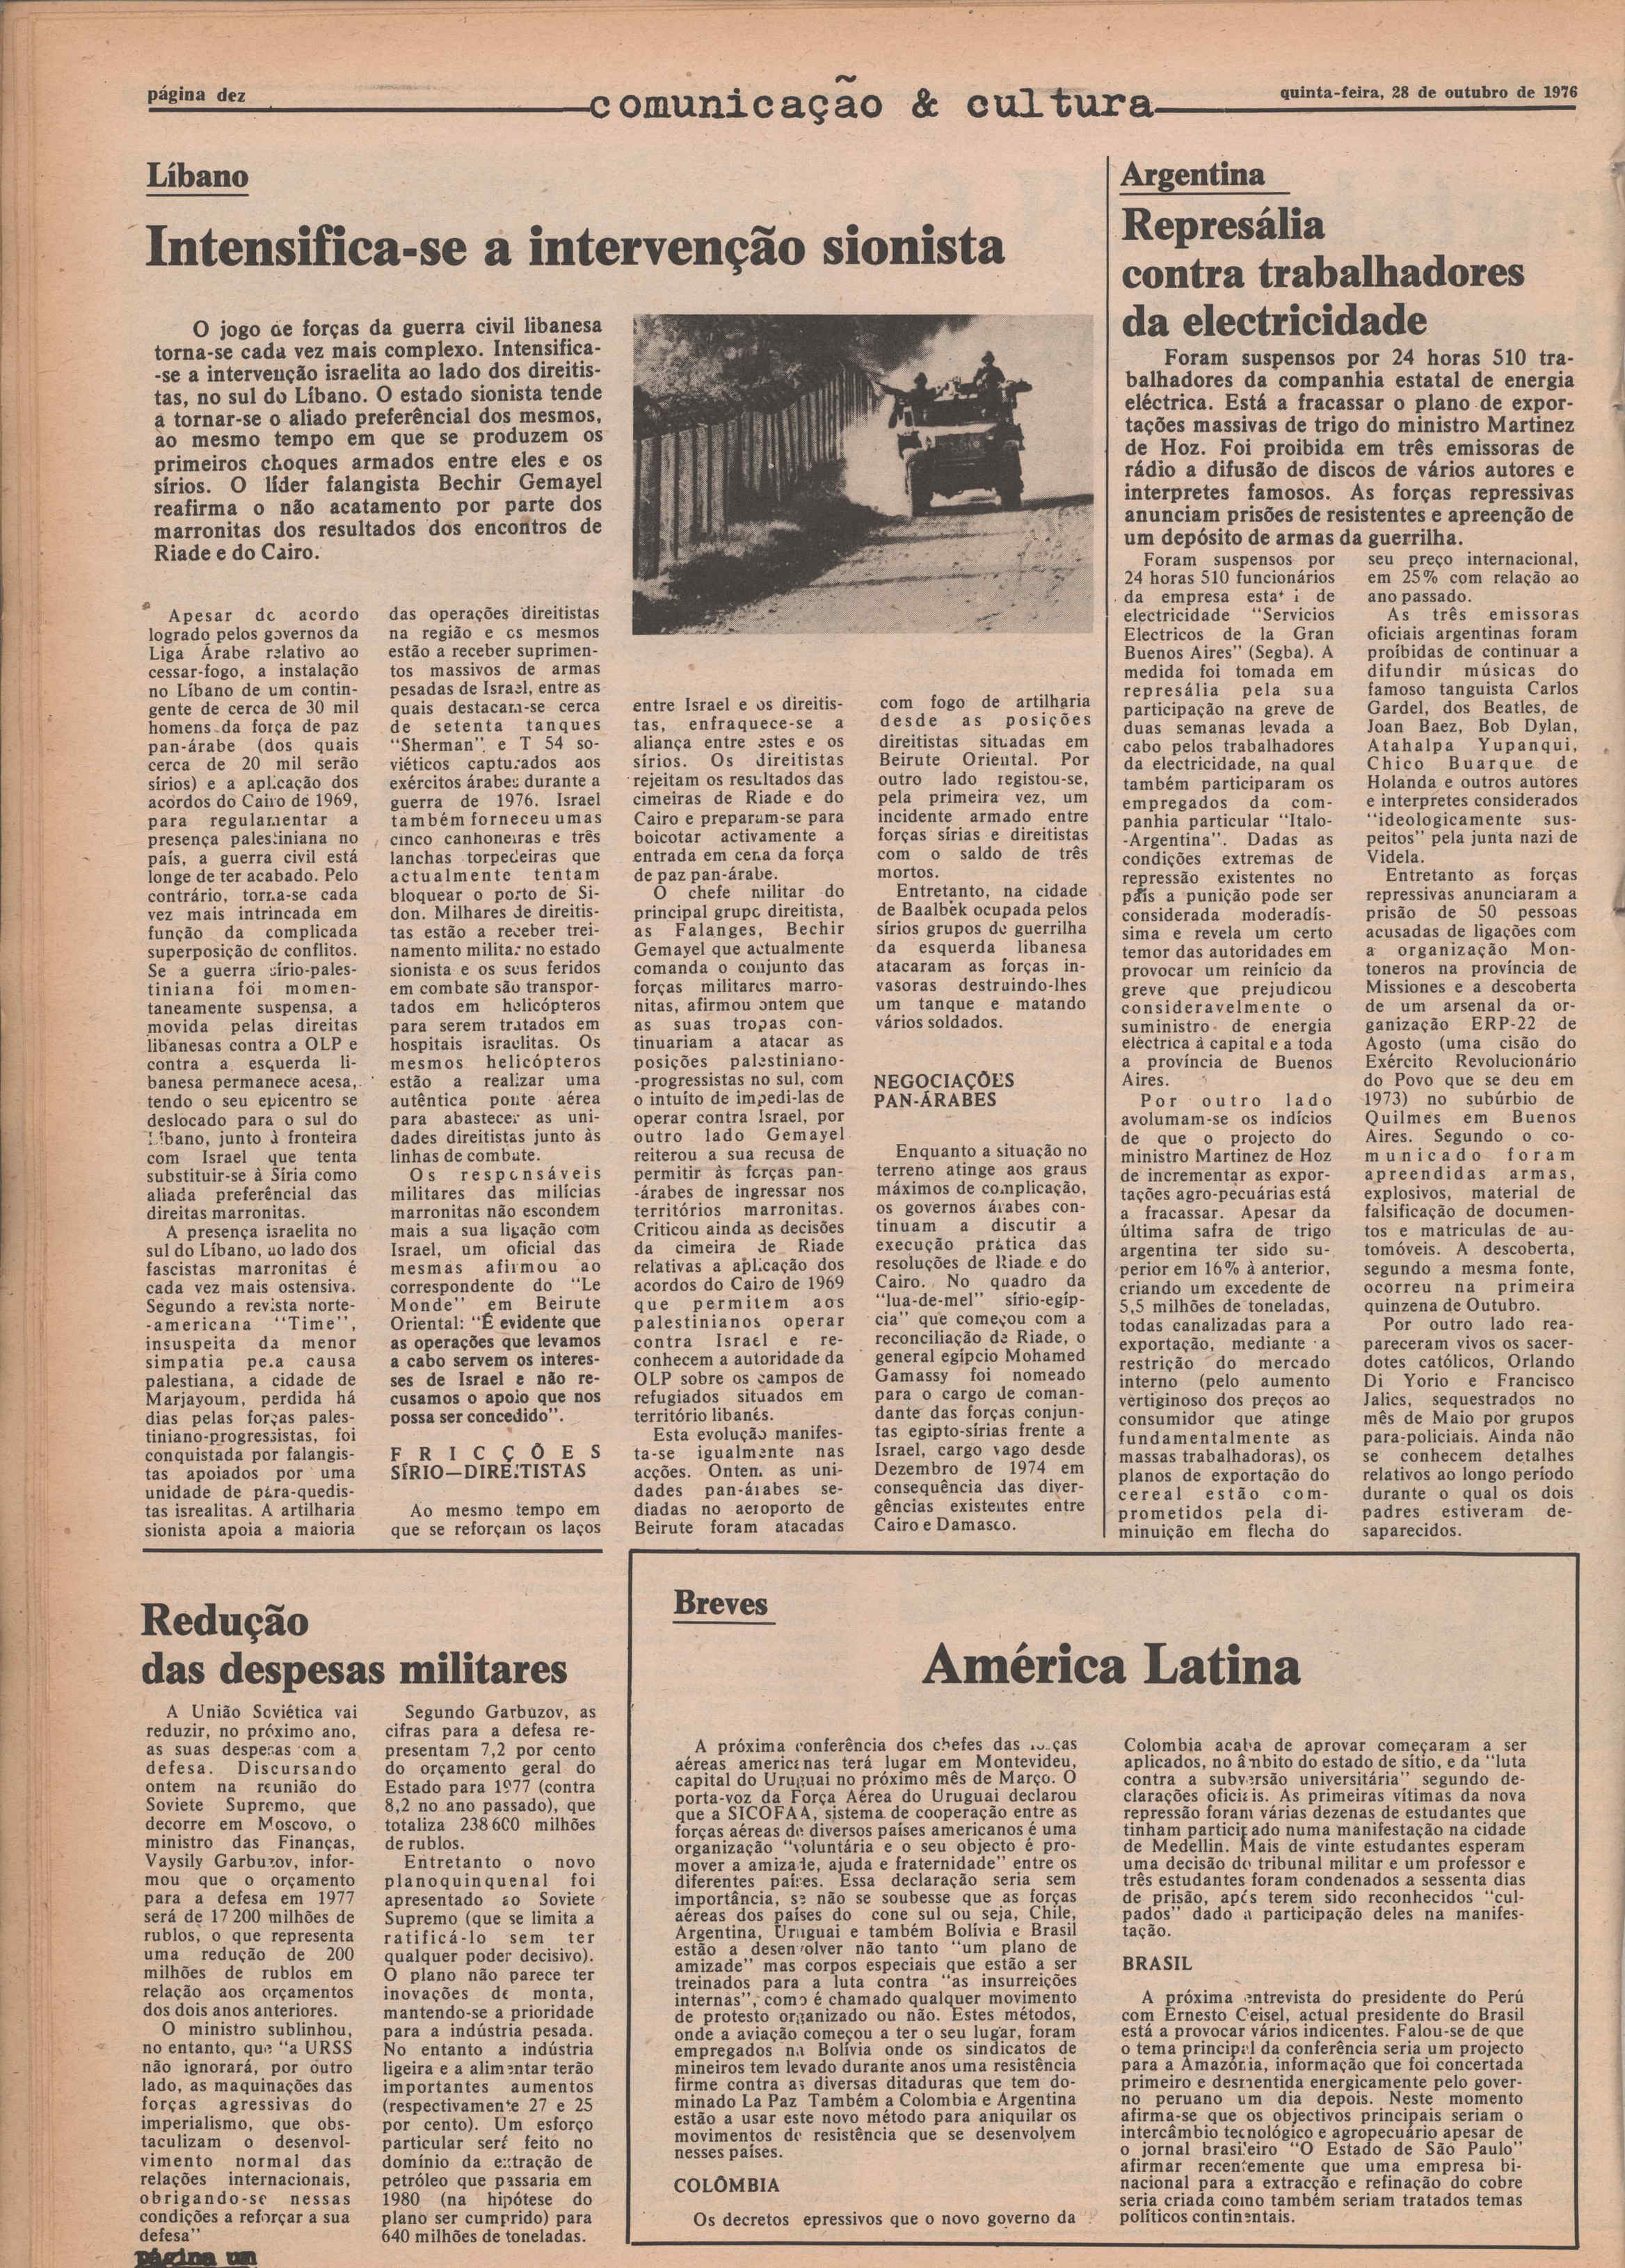 página dez
comunicação & cultura
quinta-feira, 28 de outubro de 1976
Líbano
Intensifica-se a intervenção sionista
O jogo de forças da guerra civil libanesa
torna-se cada vez mais complexo. Intensifica-
-se a intervenção israelita ao lado dos direitis-
tas, no sul do Líbano. O estado sionista tende
a tornar-se o aliado preferêncial dos mesmos,
ao mesmo tempo em que se produzem os
primeiros choques armados entre eles e os
sírios. O líder falangista Bechir Gemayel
reafirma o não acatamento por parte dos
marronitas dos resultados dos encontros de
Riade e do Cairo.
Apesar do acordo
logrado pelos governos da
Liga Árabe relativo ao
cessar-fogo, a instalação
no Líbano de um contin-
gente de cerca de 30 mil
homens da força de paz
pan-árabe (dos quais
cerca de 20 mil serão
sírios) e a aplicação dos
acordos do Cairo de 1969,
para regulamentar a
presença palestiniana no
país, a guerra civil está
longe de ter acabado. Pelo
contrário, torna-se cada
vez mais intrincada em
função da complicada
superposição de conflitos.
Se a guerra sírio-pales-
tiniana foi momen-
taneamente suspensa, a
movida pelas direitas
libanesas contra a OLP e
contra a esquerda li-
banesa permanece acesa,
tendo o seu epicentro se
deslocado para o sul do
Líbano, junto à fronteira
com Israel que tenta
substituir-se à Síria como
aliada preferêncial das
direitas marronitas.
A presença israelita no
sul do Líbano, ao lado dos
fascistas marronitas é
cada vez mais ostensiva.
Segundo a revista norte-
-americana "Time",
insuspeita da menor
simpatia pela causa
palestiana, a cidade de
Marjayoum, perdida há
dias pelas forças pales-
tiniano-progressistas, foi
conquistada por falangis-
tas apoiados por uma
unidade de pára-quedis-
tas isrealitas. A artilharia
sionista apoia a maioria
das operações direitistas
na região e os mesmos
estão a receber suprimen-
tos massivos de armas
pesadas de Israel, entre as
quais destacam-se cerca
de setenta tanques
"Sherman" e T 54 so-
viéticos capturados aos
exércitos árabes durante a
guerra de 1976. Israel
também forneceu umas
cinco canhoneiras e três
lanchas torpedeiras que
actualmente tentam
bloquear o porto de Si-
don. Milhares de direitis-
tas estão a receber trei-
namento militar no estado
sionista e os seus feridos
em combate são transpor-
tados em helicópteros
para serem tratados em
hospitais israelitas. Os
mesmos helicópteros
estão a realizar uma
autêntica ponte aérea
para abastecer as uni-
dades direitistas junto às
linhas de combate.
Os responsáveis
militares das milícias
marronitas não escondem
mais a sua ligação com
Israel, um oficial das
mesmas afirmou ao
correspondente do "Le
Monde" em Beirute
Oriental: "É evidente que
as operações que levamos
a cabo servem os interes-
ses de Israel e não re-
cusamos o apoio que nos
possa ser concedido".
FRICÇÕES
SÍRIO—DIREITISTAS
Ao mesmo tempo em
que se reforçam os laços
entre Israel e os direitis-
tas, enfraquece-se a
aliança entre estes e os
sírios. Os direitistas
rejeitam os resultados das
cimeiras de Riade e do
Cairo e preparam-se para
boicotar activamente a
entrada em cena da força
de paz pan-árabe.
O chefe militar do
principal grupo direitista,
as Falanges, Bechir
Gemayel que actualmente
comanda o conjunto das
forças militares marro-
nitas, afirmou ontem que
as suas tropas con-
tinuariam a atacar as
posições palestiniano-
-progressistas no sul, com
o intuíto de impedi-las de
operar contra Israel, por
outro lado Gemayel
reiterou a sua recusa de
permitir às forças pan-
-árabes de ingressar nos
territórios marronitas.
Criticou ainda as decisões
da cimeira de Riade
relativas a aplicação dos
acordos do Cairo de 1969
que permitem aos
palestinianos operar
contra Israel e re-
conhecem a autoridade da
OLP sobre os campos de
refugiados situados em
território libanês.
Esta evolução manifes-
ta-se igualmente nas
acções. Ontem as uni-
dades pan-árabes se-
diadas no aeroporto de
Beirute foram atacadas
com fogo de artilharia
desde as posições
direitistas situadas em
Beirute Oriental. Por
outro lado registou-se,
pela primeira vez, um
incidente armado entre
forças sírias e direitistas
com o saldo de três
mortos.
Entretanto, na cidade
de Baalbek ocupada pelos
sírios grupos de guerrilha
da esquerda libanesa
atacaram as forças in-
vasoras destruindo-lhes
um tanque e matando
vários soldados.
NEGOCIAÇÕES
PAN-ÁRABES
Enquanto a situação no
terreno atinge aos graus
máximos de complicação,
os governos árabes con-
tinuam a discutir a
execução prática das
resoluções de Riade e do
Cairo. No quadro da
"lua-de-mel" sírio-egíp-
cia" que começou com a
reconciliação de Riade, o
general egípcio Mohamed
Gamassy foi nomeado
para o cargo de coman-
dante das forças conjun-
tas egipto-sírias frente a
Israel, cargo vago desde
Dezembro de 1974 em
consequência das diver-
gências existentes entre
Cairo e Damasco.
Argentina
Represália
contra trabalhadores
da electricidade
Foram suspensos por 24 horas 510 tra-
balhadores da companhia estatal de energia
eléctrica. Está a fracassar o plano de expor-
tações massivas de trigo do ministro Martinez
de Hoz. Foi proibida em três emissoras de
rádio a difusão de discos de vários autores e
interpretes famosos. As forças repressivas
anunciam prisões de resistentes e apreenção de
um depósito de armas da guerrilha.
Foram suspensos por
24 horas 510 funcionários
da empresa estatal de
electricidade "Servicios
Electricos de la Gran
Buenos Aires" (Segba). A
medida foi tomada em
represália pela sua
participação na greve de
duas semanas levada a
cabo pelos trabalhadores
da electricidade, na qual
também participaram os
empregados da com-
panhia particular "Italo-
-Argentina". Dadas as
condições extremas de
repressão existentes no
país a punição pode ser
considerada moderadís-
sima e revela um certo
temor das autoridades em
provocar um reinício da
greve que prejudicou
consideravelmente o
suministro de energia
eléctrica à capital e a toda
a província de Buenos
Aires.
Por outro lado
avolumam-se os indícios
de que o projecto do
ministro Martinez de Hoz
de incrementar as expor-
tações agro-pecuárias está
a fracassar. Apesar da
última safra de trigo
argentina ter sido su-
perior em 16% à anterior,
criando um excedente de
5,5 milhões de toneladas,
todas canalizadas para a
exportação, mediante a
restrição do mercado
interno (pelo aumento
vertiginoso dos preços ao
consumidor que atinge
fundamentalmente as
massas trabalhadoras), os
planos de exportação do
cereal estão com-
prometidos pela di-
minuição em flecha do
seu preço internacional,
em 25% com relação ao
ano passado.
As três emissoras
oficiais argentinas foram
proíbidas de continuar a
difundir músicas do
famoso tanguista Carlos
Gardel, dos Beatles, de
Joan Baez, Bob Dylan,
Atahalpa Yupanqui,
Chico Buarque de
Holanda e outros autores
e interpretes considerados
"ideologicamente sus-
peitos" pela junta nazi de
Videla.
Entretanto as forças
repressivas anunciaram a
prisão de 50 pessoas
acusadas de ligações com
a organização Mon-
toneros na província de
Missiones e a descoberta
de um arsenal da or-
ganização ERP-22 de
Agosto (uma cisão do
Exército Revolucionário
do Povo que se deu em
1973) no subúrbio de
Quilmes em Buenos
Aires. Segundo o co-
municado foram
apreendidas armas,
explosivos, material de
falsificação de documen-
tos e matriculas de au-
tomóveis. A descoberta,
segundo a mesma fonte,
ocorreu na primeira
quinzena de Outubro.
Por outro lado rea-
pareceram vivos os sacer-
dotes católicos, Orlando
Di Yorio e Francisco
Jalics, sequestrados no
mês de Maio por grupos
para-policiais. Ainda não
se conhecem detalhes
relativos ao longo período
durante o qual os dois
padres estiveram de-
saparecidos.
Redução
das despesas militares
A União Soviética vai
reduzir, no próximo ano,
as suas despesas com a
defesa. Discursando
ontem na reunião do
Soviete Supremo, que
decorre em Moscovo, o
ministro das Finanças,
Vaysily Garbuzov, infor-
mou que o orçamento
para a defesa em 1977
será de 17 200 milhões de
rublos, o que representa
uma redução de 200
milhões de rublos em
relação aos orçamentos
dos dois anos anteriores.
O ministro sublinhou,
no entanto, que "a URSS
não ignorará, por outro
lado, as maquinações das
forças agressivas do
imperialismo, que obs-
taculizam o desenvol-
vimento normal das
relações internacionais,
obrigando-se nessas
condições a reforçar a sua
defesa"
Segundo Garbuzov, as
cifras para a defesa re-
presentam 7,2 por cento
do orçamento geral do
Estado para 1977 (contra
8,2 no ano passado), que
totaliza 238 600 milhões
de rublos.
Entretanto o novo
planoquinquenal foi
apresentado ao Soviete
Supremo (que se limita a
ratificá-lo sem ter
qualquer poder decisivo).
O plano não parece ter
inovações de monta,
mantendo-se a prioridade
para a indústria pesada.
No entanto a indústria
ligeira e a alimentar terão
importantes aumentos
(respectivamente 27 e 25
por cento). Um esforço
particular será feito no
domínio da extração de
petróleo que passaria em
1980 (na hipótese do
plano ser cumprido) para
640 milhões de toneladas.
página um
Breves
América Latina
A próxima conferência dos chefes das forças
aéreas americanas terá lugar em Montevideu,
capital do Uruguai no próximo mês de Março. O
porta-voz da Força Aérea do Uruguai declarou
que a SICOFAA, sistema de cooperação entre as
forças aéreas de diversos países americanos é uma
organização "voluntária e o seu objecto é pro-
mover a amizade, ajuda e fraternidade" entre os
diferentes países. Essa declaração seria sem
importância, se não se soubesse que as forças
aéreas dos países do cone sul ou seja, Chile,
Argentina, Uruguai e também Bolívia e Brasil
estão a desenvolver não tanto "um plano de
amizade" mas corpos especiais que estão a ser
treinados para a luta contra "as insurreições
internas", como é chamado qualquer movimento
de protesto organizado ou não. Estes métodos,
onde a aviação começou a ter o seu lugar, foram
empregados na Bolívia onde os sindicatos de
mineiros tem levado durante anos uma resistência
firme contra as diversas ditaduras que tem do-
minado La Paz Também a Colombia e Argentina
estão a usar este novo método para aniquilar os
movimentos de resistência que se desenvolvem
nesses países.
COLÔMBIA
Os decretos epressivos que o novo governo da
Colombia acaba de aprovar começaram a ser
aplicados, no âmbito do estado de sítio, e da "luta
contra a subversão universitária" segundo de-
clarações oficiais. As primeiras vítimas da nova
repressão foram várias dezenas de estudantes que
tinham participado numa manifestação na cidade
de Medellin. Mais de vinte estudantes esperam
uma decisão do tribunal militar e um professor e
três estudantes foram condenados a sessenta dias
de prisão, após terem sido reconhecidos "cul-
pados" dado a participação deles na manifes-
tação.
BRASIL
A próxima entrevista do presidente do Perú
com Ernesto Geisel, actual presidente do Brasil
está a provocar vários indicentes. Falou-se de que
o tema principal da conferência seria um projecto
para a Amazónia, informação que foi concertada
primeiro e desmentida energicamente pelo gover-
no peruano um dia depois. Neste momento
afirma-se que os objectivos principais seriam o
intercâmbio tecnológico e agropecuário apesar de
o jornal brasileiro "O Estado de São Paulo"
afirmar recentemente que uma empresa bi-
nacional para a extracção e refinação do cobre
seria criada como também seriam tratados temas
políticos continentais.